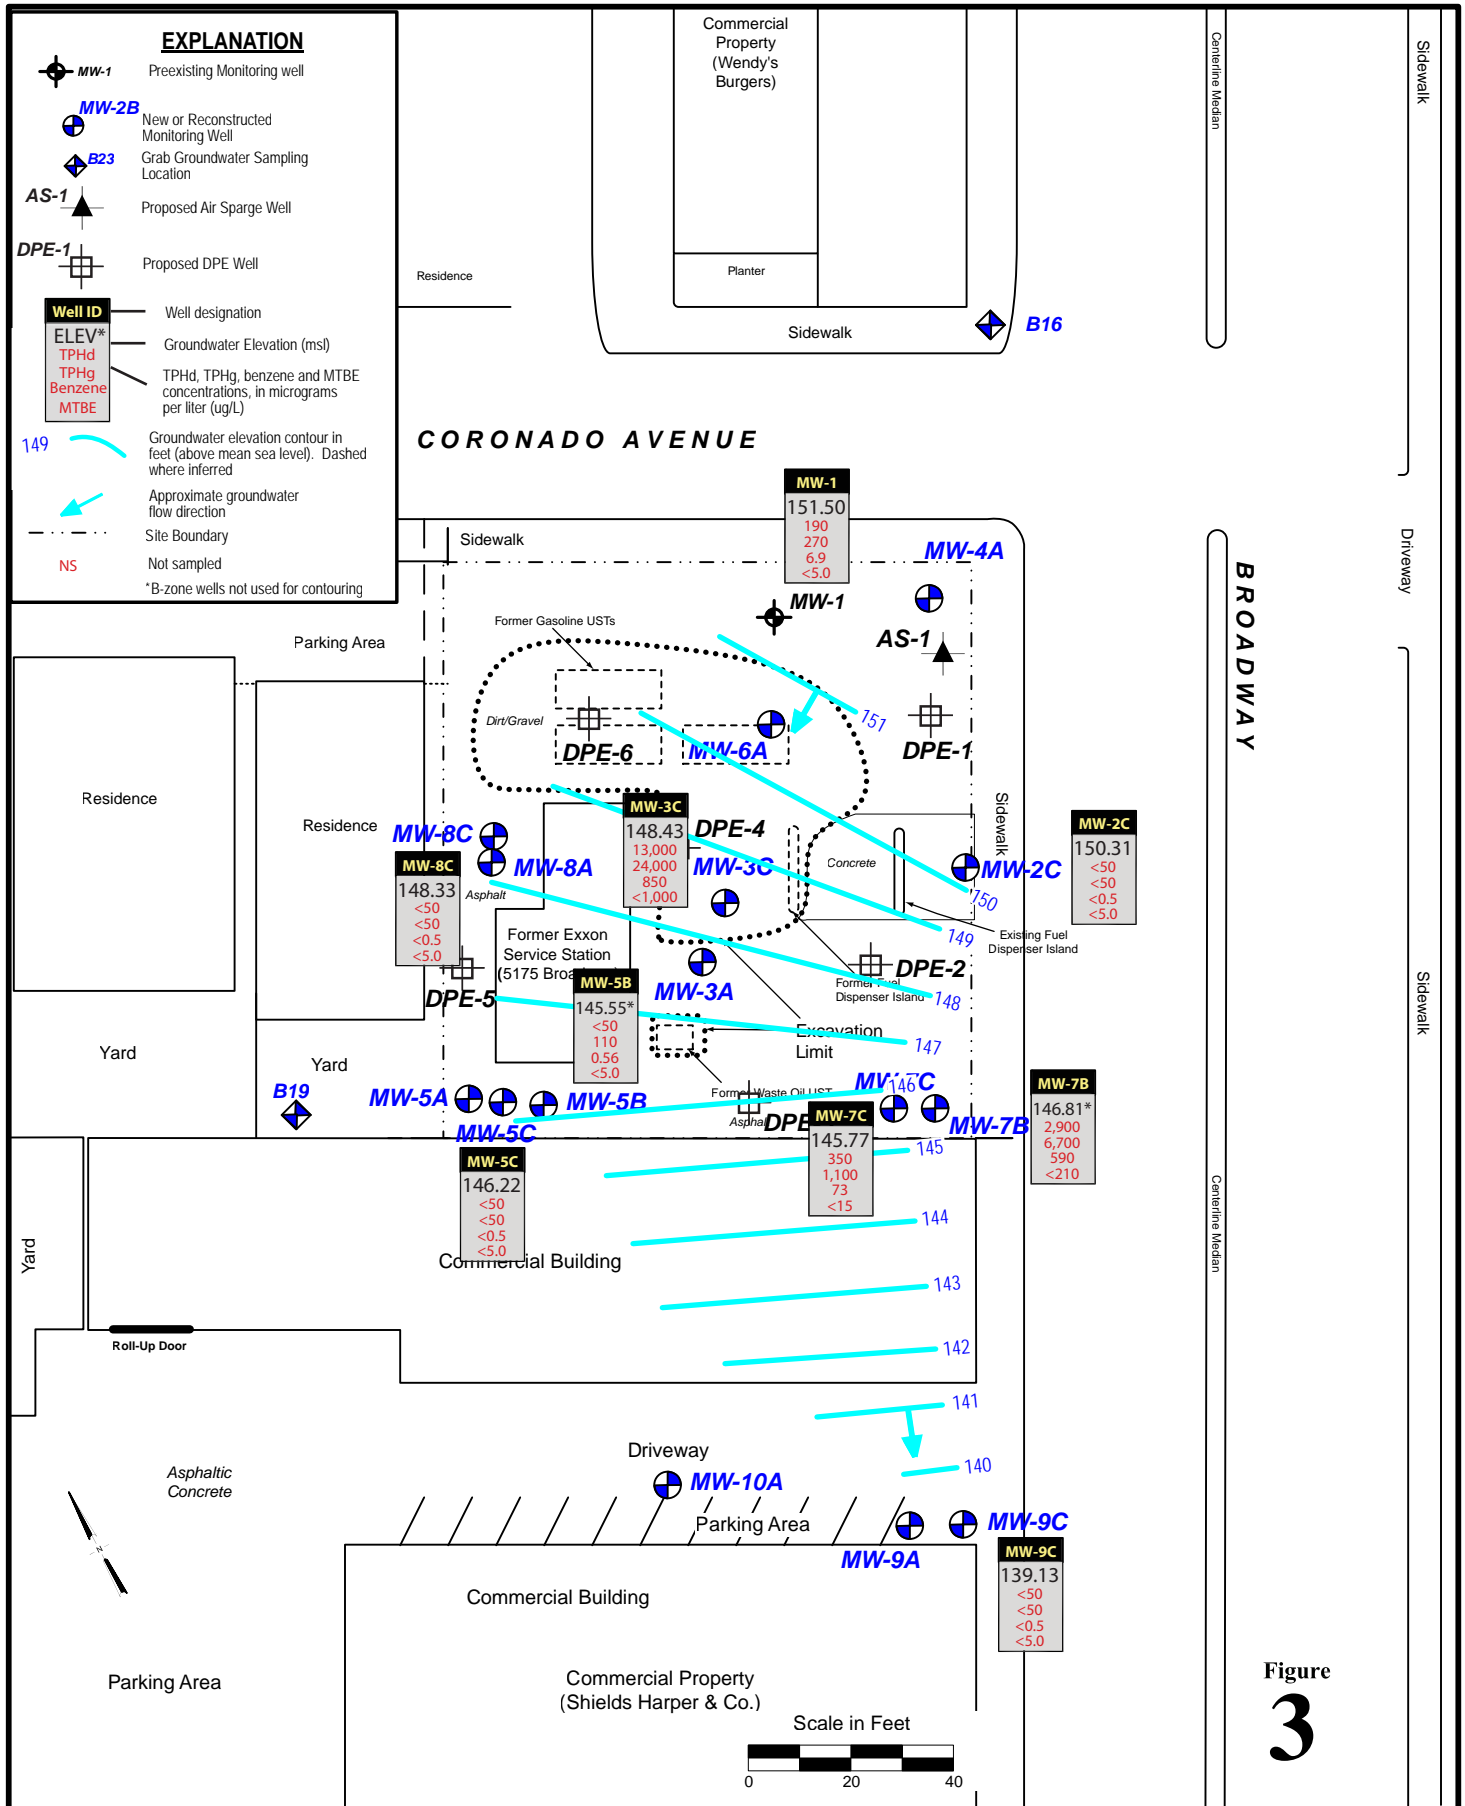 EXPLANATION
MW-1
Preexisting Monitoring well
MW-2B
New or Reconstructed
Monitoring Well
B23
Grab Groundwater Sampling
Location
AS-1
Proposed Air Sparge Well
DPE-1
Proposed DPE Well
Well ID
Well designation
ELEV*
Groundwater Elevation (msl)
TPHd
TPHg
Benzene
MTBE
TPHd, TPHg, benzene and MTBE
concentrations, in micrograms
per liter (ug/L)
149
Groundwater elevation contour in
feet (above mean sea level). Dashed
where inferred
Approximate groundwater
flow direction
Site Boundary
NS
Not sampled
*B-zone wells not used for contouring
Commercial
Property
(Wendy's
Burgers)
Planter
Sidewalk
Residence
B16
Centerline Median
Sidewalk
CORONADO AVENUE
Driveway
BROADWAY
Sidewalk
MW-1
151.50
190
270
6.9
<5.0
MW-1
MW-4A
AS-1
Former Gasoline USTs
Parking Area
Dirt/Gravel
DPE-6
MW-6A
DPE-1
151
Residence
Residence
Sidewalk
MW-8C
MW-8A
MW-8C
148.33
<50
<50
<0.5
<5.0
Asphalt
MW-3C
148.43
13,000
24,000
850
<1,000
DPE-4
MW-3C
Concrete
MW-2C
MW-2C
150.31
<50
<50
<0.5
<5.0
150
149
Existing Fuel
Dispenser Island
Former Exxon
Service Station
(5175 Broa
DPE-5
MW-3A
DPE-2
Former Fuel
Dispenser Island
148
Sidewalk
MW-5B
145.55*
<50
110
0.56
<5.0
Excavation
Limit
147
Yard
Yard
B19
MW-5A
MW-5B
MW-5C
Former Waste Oil UST
Asphalt
DPE
MW-7C
146
MW-7B
MW-7B
146.81*
2,900
6,700
590
<210
MW-7C
145.77
350
1,100
73
<15
MW-5C
146.22
<50
<50
<0.5
<5.0
145
144
143
142
141
140
Yard
Commercial Building
Centerline Median
Roll-Up Door
Driveway
MW-10A
Asphaltic
Concrete
N
Parking Area
MW-9A
MW-9C
MW-9C
139.13
<50
<50
<0.5
<5.0
Commercial Building
Parking Area
Commercial Property
(Shields Harper & Co.)
Scale in Feet
0
20
40
Figure
3